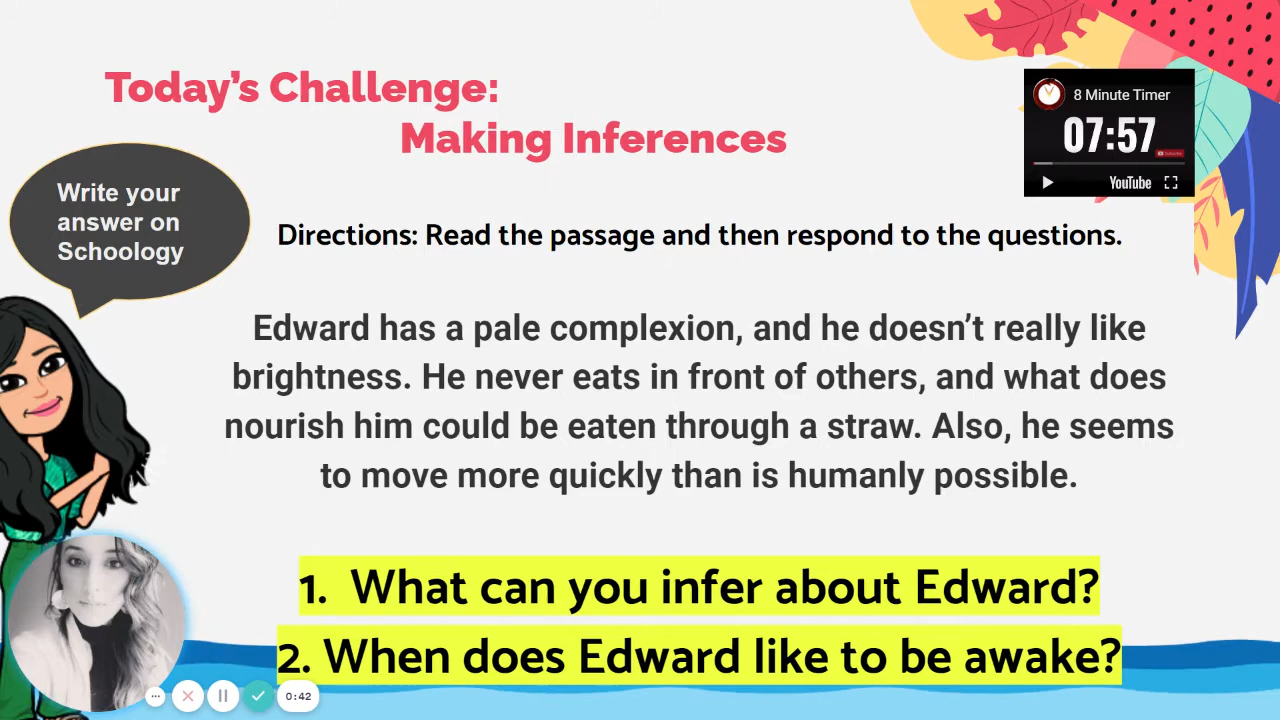 Today’s Challenge:
Making Inferences
8 Minute Timer
07:57
Subscribe
YouTube
Write your
answer on
Schoology
Directions: Read the passage and then respond to the questions.
Edward has a pale complexion, and he doesn’t really like
brightness. He never eats in front of others, and what does
nourish him could be eaten through a straw. Also, he seems
to move more quickly than is humanly possible.
1. What can you infer about Edward?
2. When does Edward like to be awake?
0:42